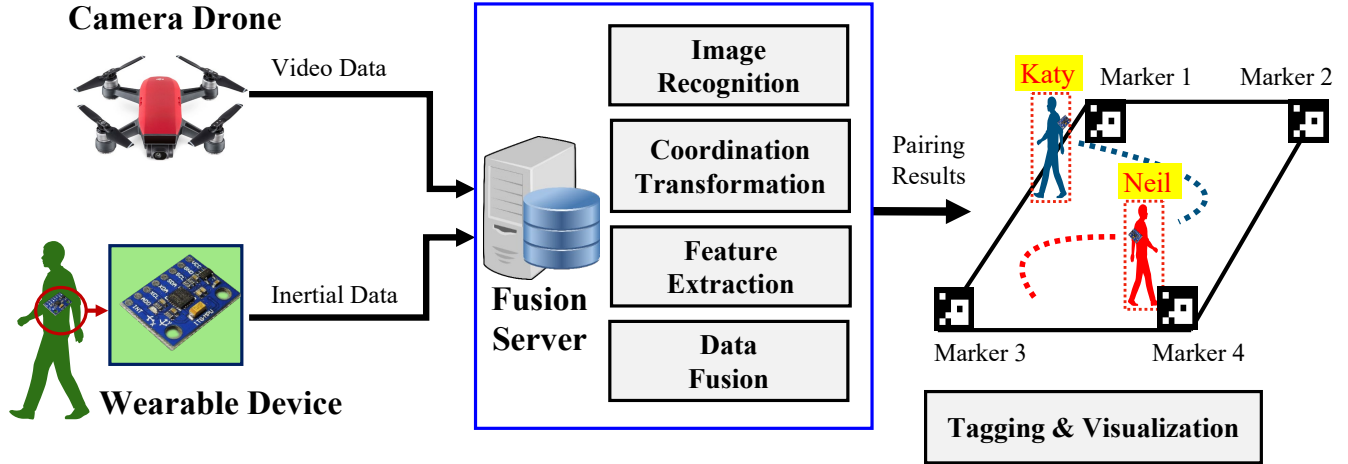 Camera Drone
Video Data
Inertial Data
Wearable Device
Fusion
Server
Image
Recognition
Coordination
Transformation
Feature
Extraction
Data
Fusion
Pairing
Results
Katy
Marker 1
Marker 2
Neil
Marker 3
Marker 4
Tagging & Visualization